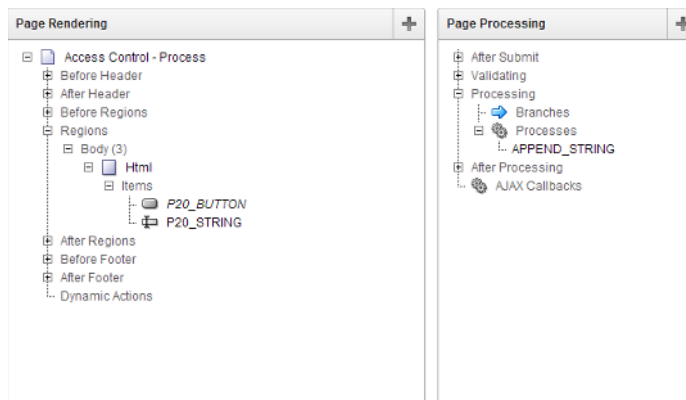 Page Rendering
Access Control - Process
Before Header
After Header
Before Regions
Regions
Body (3)
Html
Items
P20_BUTTON
P20_STRING
After Regions
Before Footer
After Footer
Dynamic Actions
Page Processing
After Submit
Validating
Processing
Branches
Processes
APPEND_STRING
After Processing
AJAX Callbacks